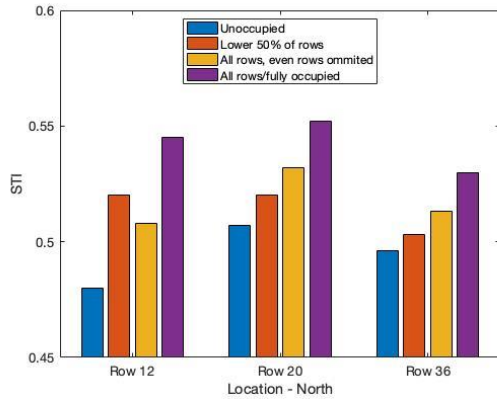 0.6
Unoccupied
Lower 50% of rows
All rows, even rows ommited
All rows/fully occupied
0.55
STI
0.5
0.45
Row 12 Row 20 Row 36
Location - North